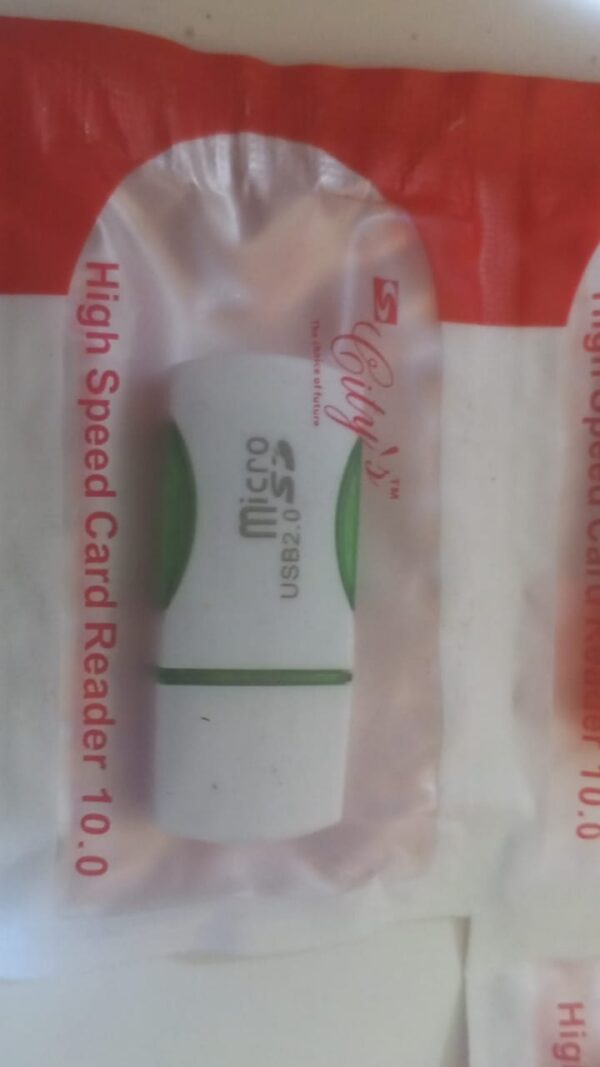 S
City's™
The choice of future
Micro SD
USB2.0
High Speed Card Reader 10.0
High Speed Card Reader 10.0
Hig